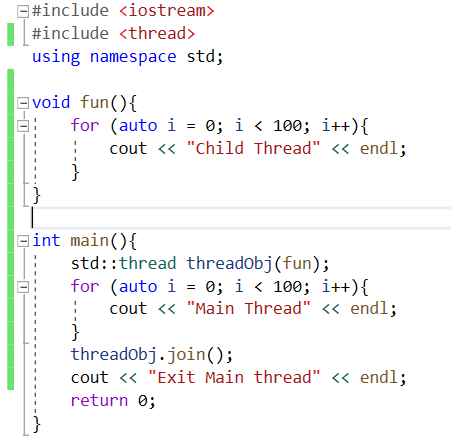 #include <iostream>
#include <thread>
using namespace std;
void fun(){
for (auto i = 0; i < 100; i++){
cout << "Child Thread" << endl;
}
}
int main(){
std::thread threadObj(fun);
for (auto i = 0; i < 100; i++){
cout << "Main Thread" << endl;
}
threadObj.join();
cout << "Exit Main thread" << endl;
return 0;
}